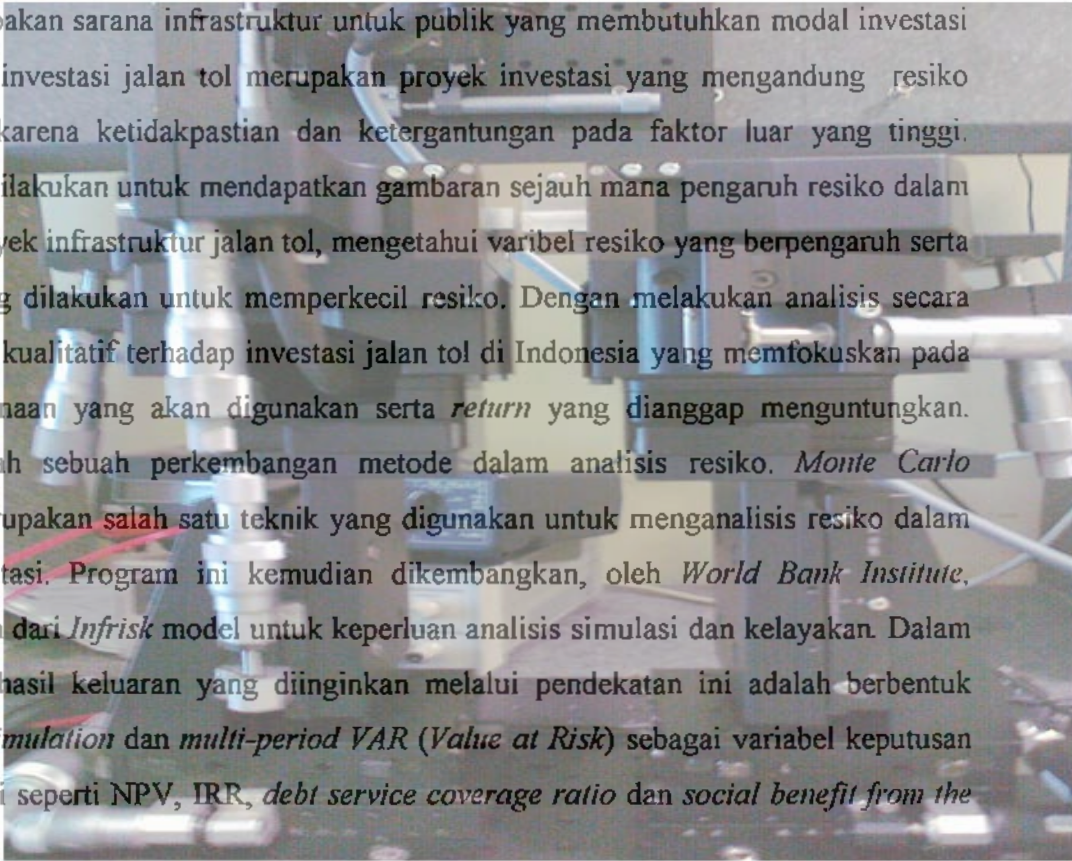 pakan sarana infrastruktur untuk publik yang membutuhkan modal investasi
investasi jalan tol merupakan proyek investasi yang mengandung resiko
karena ketidakpastian dan ketergantungan pada faktor luar yang tinggi.
ilakukan untuk mendapatkan gambaran sejauh mana pengaruh resiko dalam
yek infrastruktur jalan tol, mengetahui varibel resiko yang berpengaruh serta
g dilakukan untuk memperkecil resiko. Dengan melakukan analisis secara
kualitatif terhadap investasi jalan tol di Indonesia yang memfokuskan pada
naan yang akan digunakan serta return yang dianggap menguntungkan.
ah sebuah perkembangan metode dalam analisis resiko. Monte Carlo
upakan salah satu teknik yang digunakan untuk menganalisis resiko dalam
tasi. Program ini kemudian dikembangkan, oleh World Bank Institute,
dari Infrisk model untuk keperluan analisis simulasi dan kelayakan. Dalam
hasil keluaran yang diinginkan melalui pendekatan ini adalah berbentuk
mulation dan multi-period VAR (Value at Risk) sebagai variabel keputusan
i seperti NPV, IRR, debt service coverage ratio dan social benefit from the